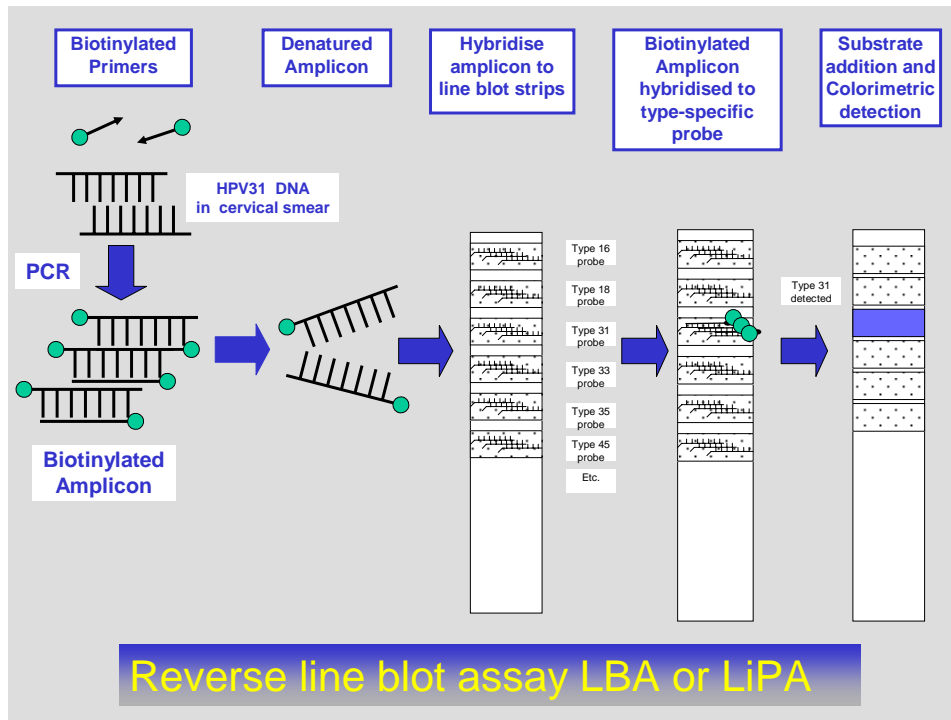 Biotinylated
Primers
Denatured
Amplicon
Hybridise
amplicon to
line blot strips
Biotinylated
Amplicon
hybridised to
type-specific
probe
Substrate
addition and
Colorimetric
detection
HPV31 DNA
in cervical smear
PCR
Biotinylated
Amplicon
Type 16
probe
Type 18
probe
Type 31
probe
Type 33
probe
Type 35
probe
Type 45
probe
Etc.
Type 31
detected
Reverse line blot assay LBA or LiPA